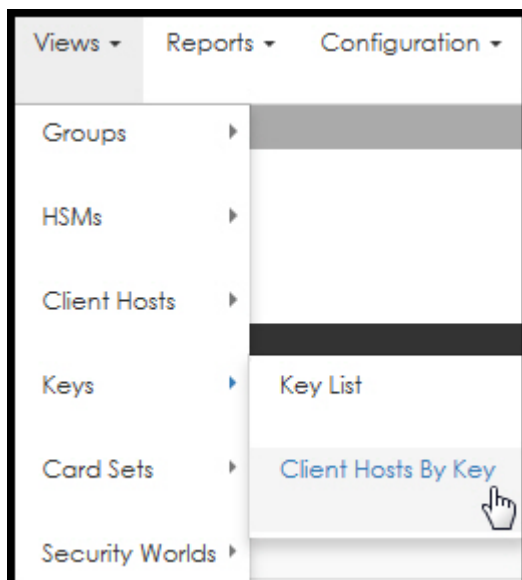 Views Reports Configuration
Groups
HSMs
Client Hosts
Keys Key List
Card Sets Client Hosts By Key
Security Worlds